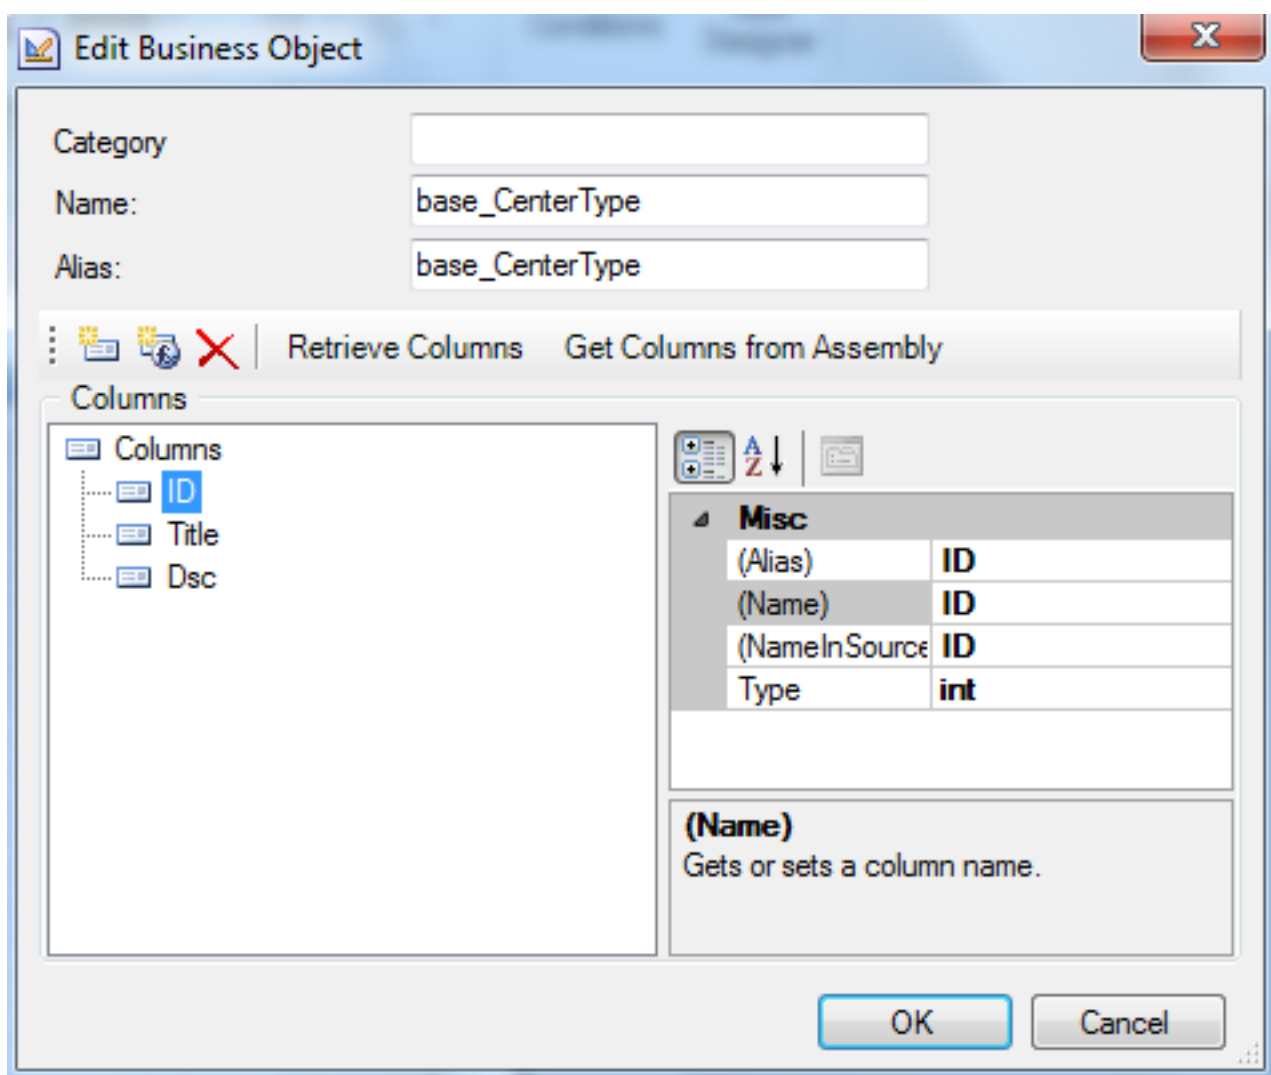 Edit Business Object
Category
Name: base_CenterType
Alias: base_CenterType
Retrieve Columns Get Columns from Assembly
Columns
Columns
ID
Title
Dsc
Misc
(Alias) ID
(Name) ID
(NameInSource ID
Type int
(Name)
Gets or sets a column name.
OK Cancel